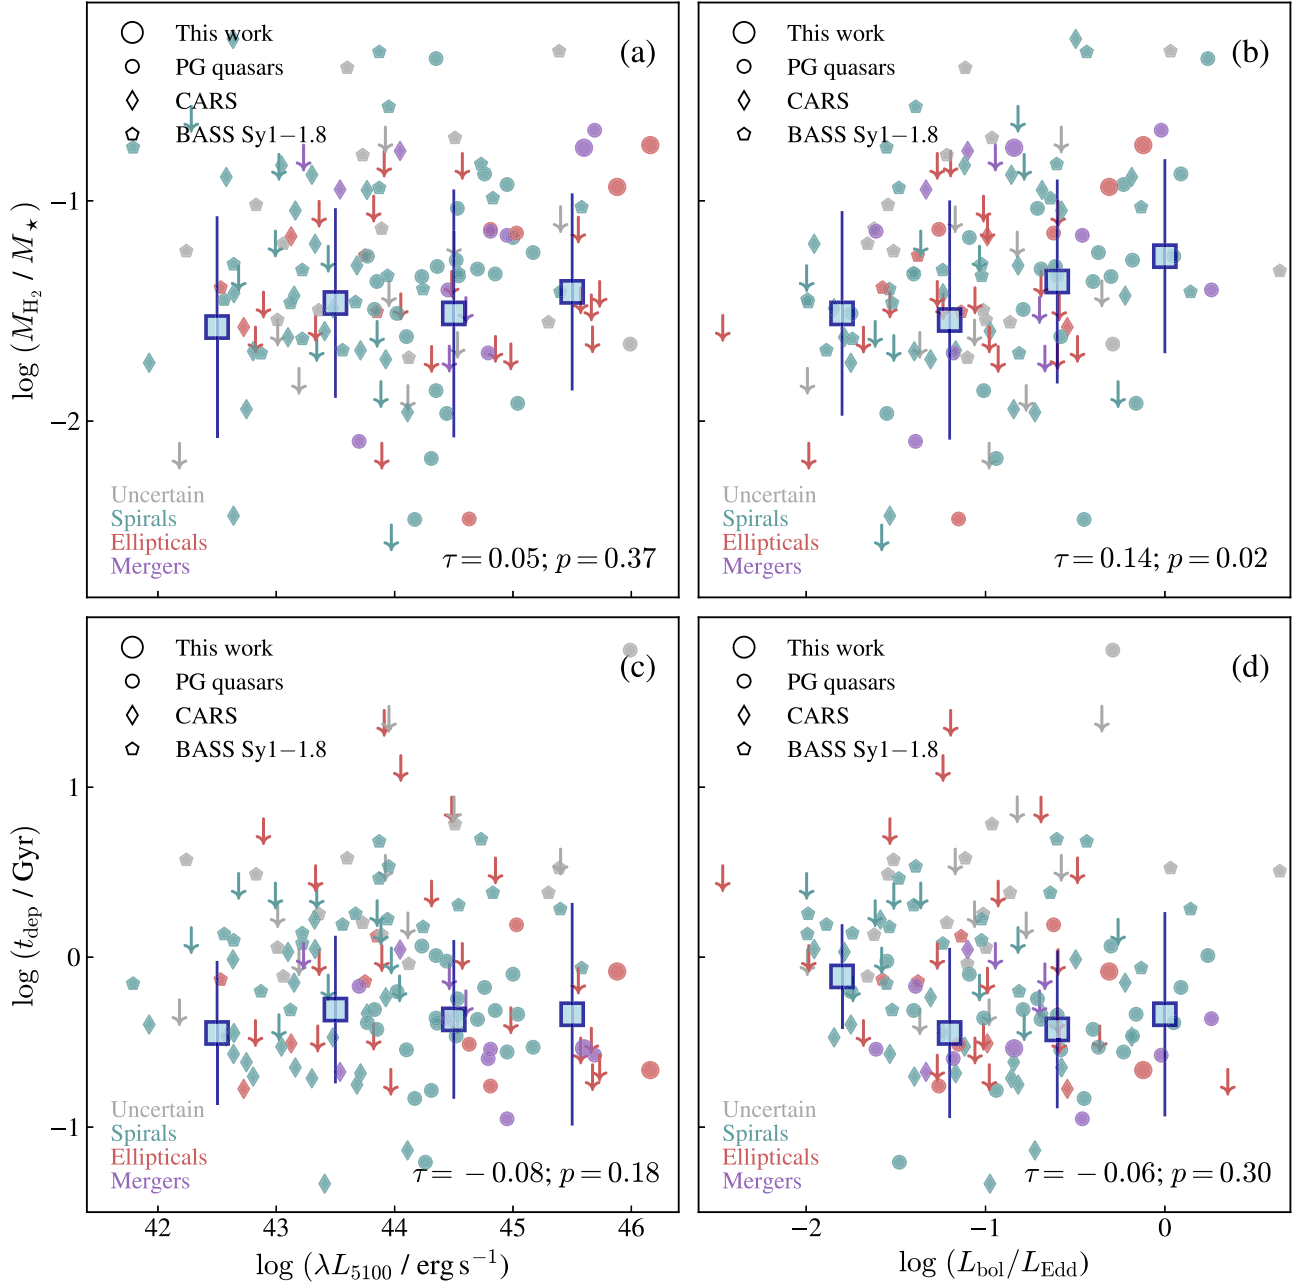 This work
PG quasars
CARS
BASS Sy1−1.8
(a)
Uncertain
Spirals
Ellipticals
Mergers
τ = 0.05; p = 0.37
−1
−2
log (M_H₂ / M⋆)
This work
PG quasars
CARS
BASS Sy1−1.8
(b)
Uncertain
Spirals
Ellipticals
Mergers
τ = 0.14; p = 0.02
This work
PG quasars
CARS
BASS Sy1−1.8
(c)
Uncertain
Spirals
Ellipticals
Mergers
τ = −0.08; p = 0.18
1
0
−1
log (t_dep / Gyr)
42 43 44 45 46
log (λL₅₁₀₀ / erg s⁻¹)
This work
PG quasars
CARS
BASS Sy1−1.8
(d)
Uncertain
Spirals
Ellipticals
Mergers
τ = −0.06; p = 0.30
−2 −1 0
log (L_bol/L_Edd)